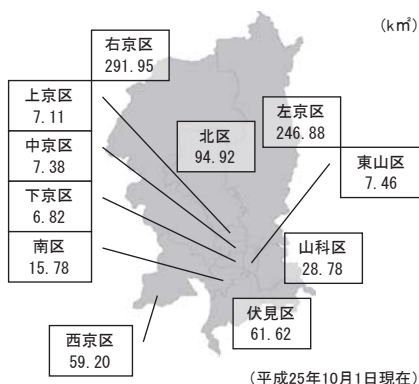 (km²)
右京区
291.95
上京区
7.11
中京区
7.38
下京区
6.82
南区
15.78
西京区
59.20
北区
94.92
左京区
246.88
東山区
7.46
山科区
28.78
伏見区
61.62
(平成25年10月1日現在)